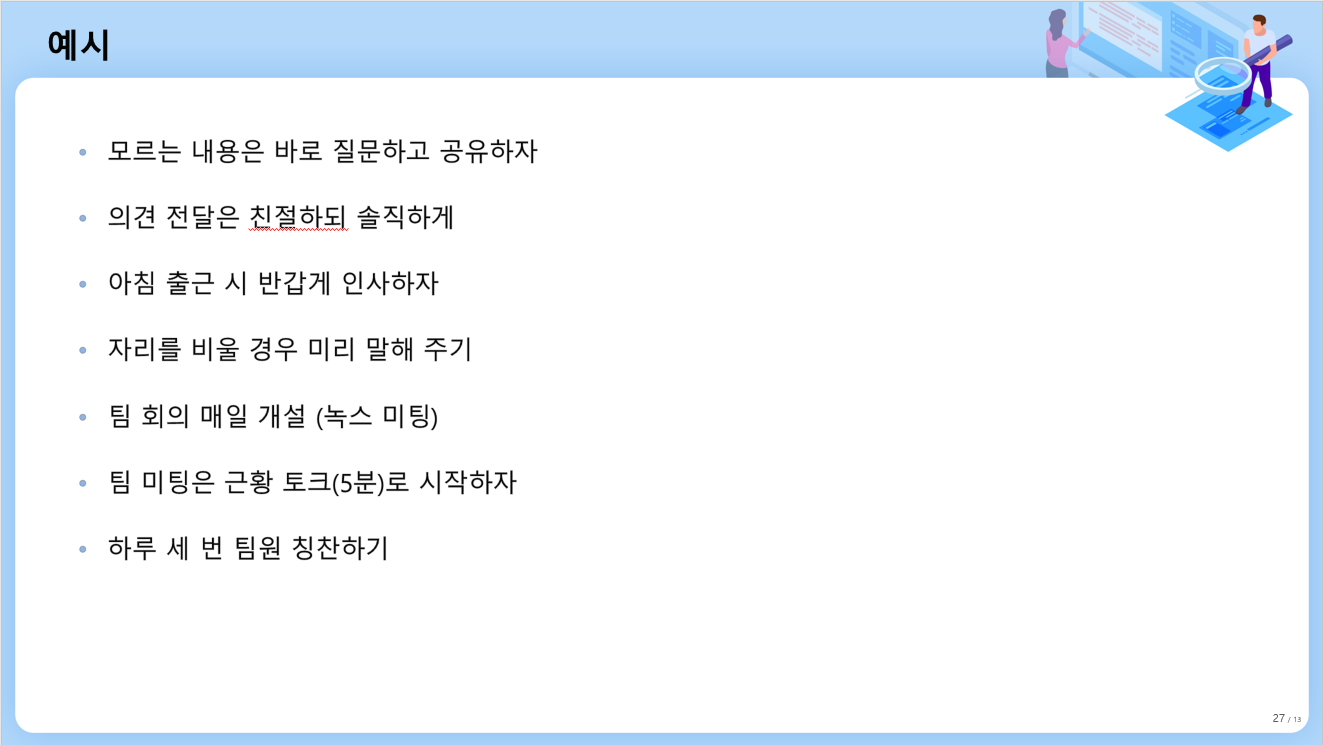 예시
• 모르는 내용은 바로 질문하고 공유하자
• 의견 전달은 친절하되 솔직하게
• 아침 출근 시 반갑게 인사하자
• 자리를 비울 경우 미리 말해 주기
• 팀 회의 매일 개설 (녹스 미팅)
• 팀 미팅은 근황 토크(5분)로 시작하자
• 하루 세 번 팀원 칭찬하기
27 / 13